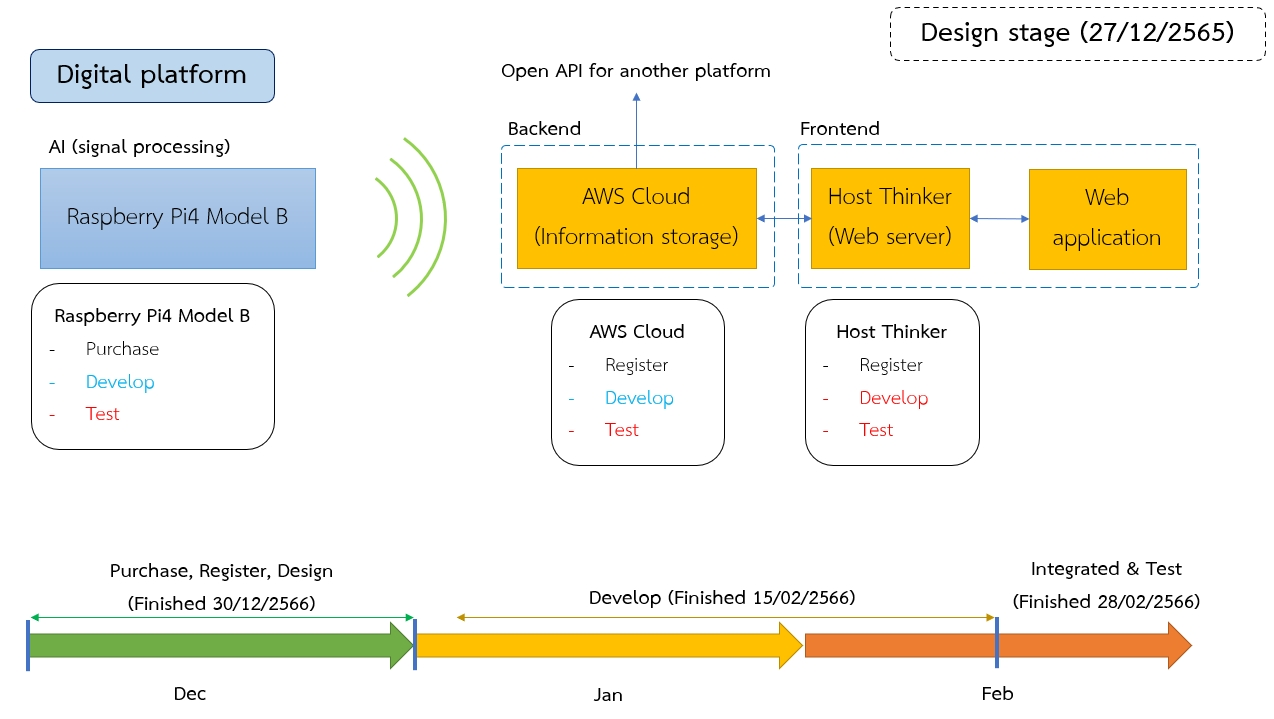 Design stage (27/12/2565)
Digital platform
Open API for another platform
AI (signal processing)
Raspberry Pi4 Model B
Backend
AWS Cloud
(Information storage)
Frontend
Host Thinker
(Web server)
Web
application
Raspberry Pi4 Model B
- Purchase
- Develop
- Test
AWS Cloud
- Register
- Develop
- Test
Host Thinker
- Register
- Develop
- Test
Purchase, Register, Design
(Finished 30/12/2566)
Develop (Finished 15/02/2566)
Integrated & Test
(Finished 28/02/2566)
Dec
Jan
Feb